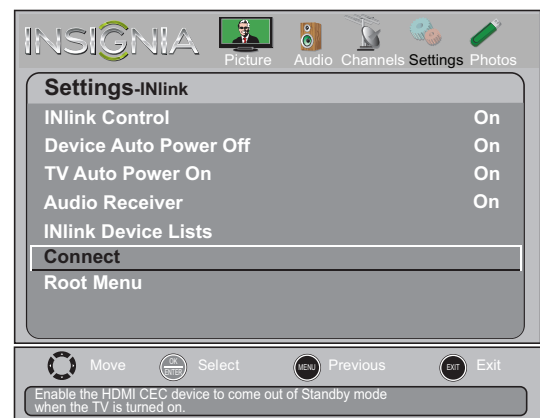 INSIGNIA
Picture Audio Channels Settings Photos
Settings-INlink
INlink Control On
Device Auto Power Off On
TV Auto Power On On
Audio Receiver On
INlink Device Lists
Connect
Root Menu
Move OK ENTER Select MENU Previous EXIT Exit
Enable the HDMI CEC device to come out of Standby mode
when the TV is turned on.